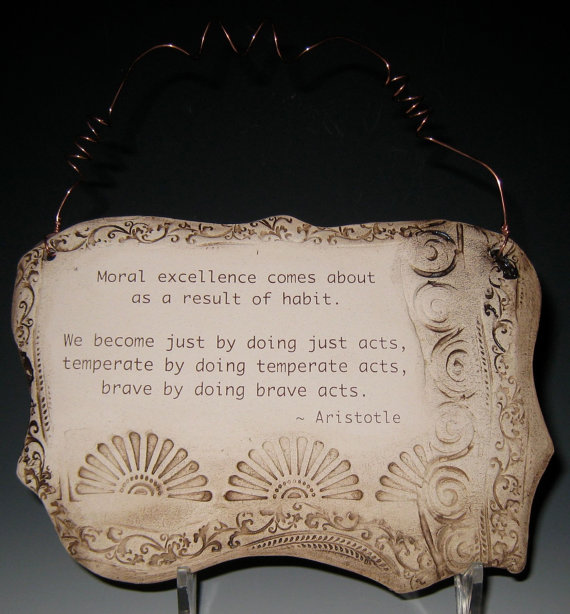 Moral excellence comes about
as a result of habit.
We become just by doing just acts,
temperate by doing temperate acts,
brave by doing brave acts.
~ Aristotle